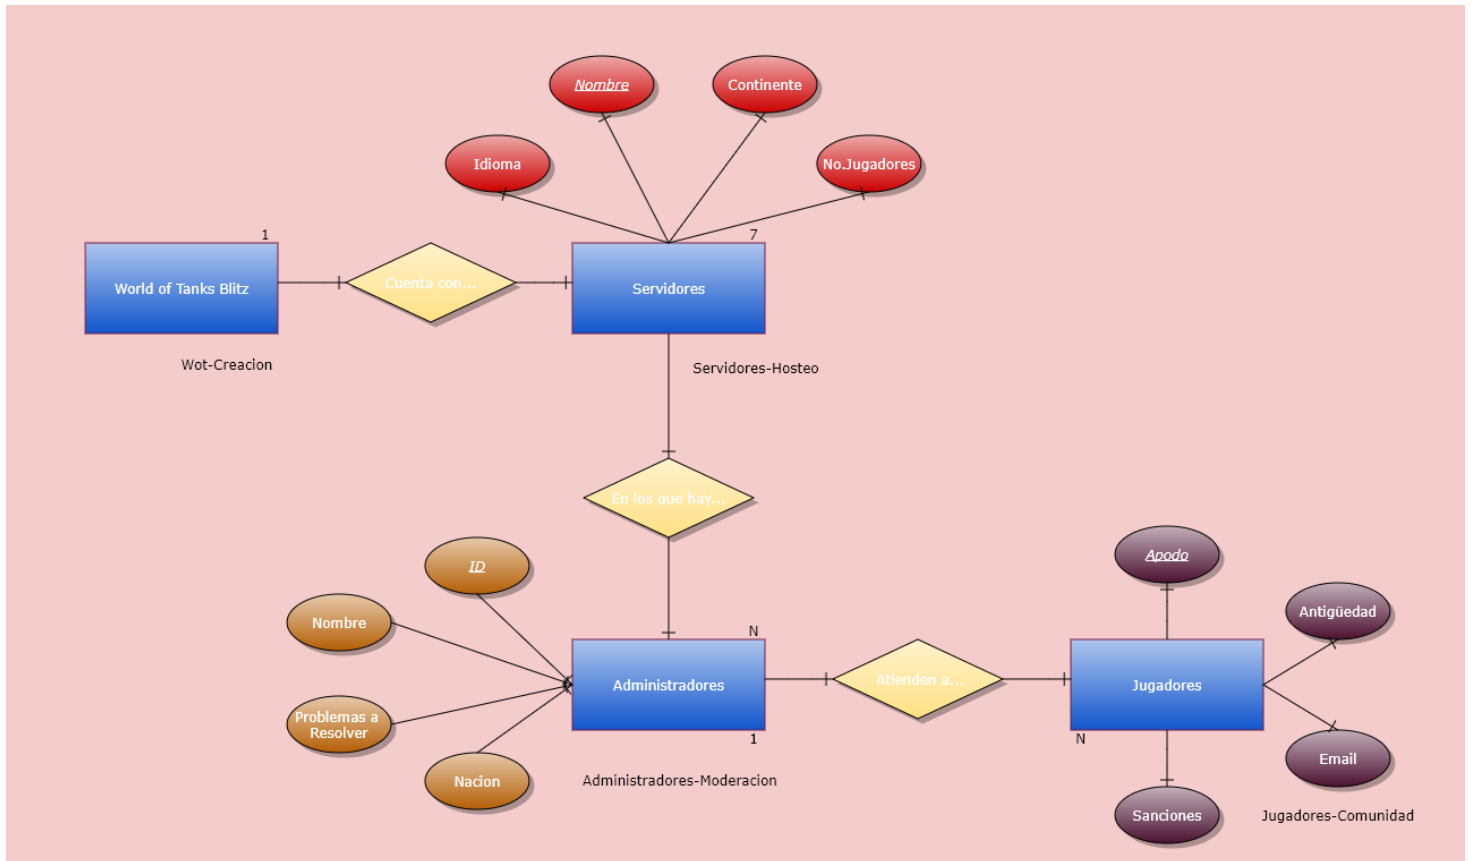 Nombre
Continente
Idioma
No.Jugadores
1
7
World of Tanks Blitz
Cuenta con...
Servidores
Wot-Creacion
Servidores-Hosteo
En los que hay...
ID
Apodo
Nombre
Antigüedad
N
Administradores
Atienden a...
Jugadores
Problemas a
Resolver
1
N
Nacion
Email
Administradores-Moderacion
Sanciones
Jugadores-Comunidad